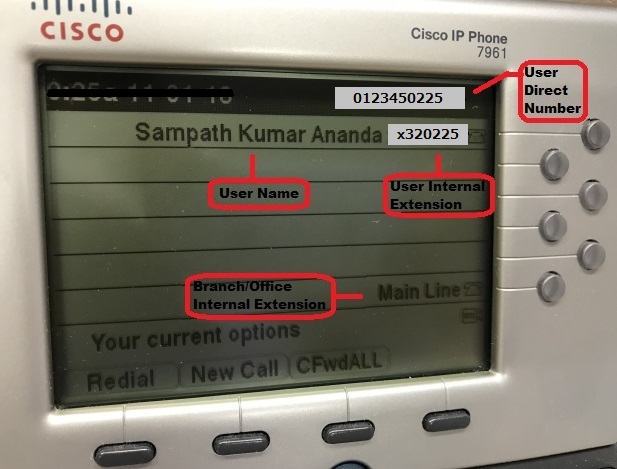 CISCO
Cisco IP Phone
7961
0123450225
User
Direct
Number
Sampath Kumar Ananda x320225
User Name
User Internal
Extension
Branch/Office
Internal Extension
Main Line
Your current options
Redial New Call CFwdALL